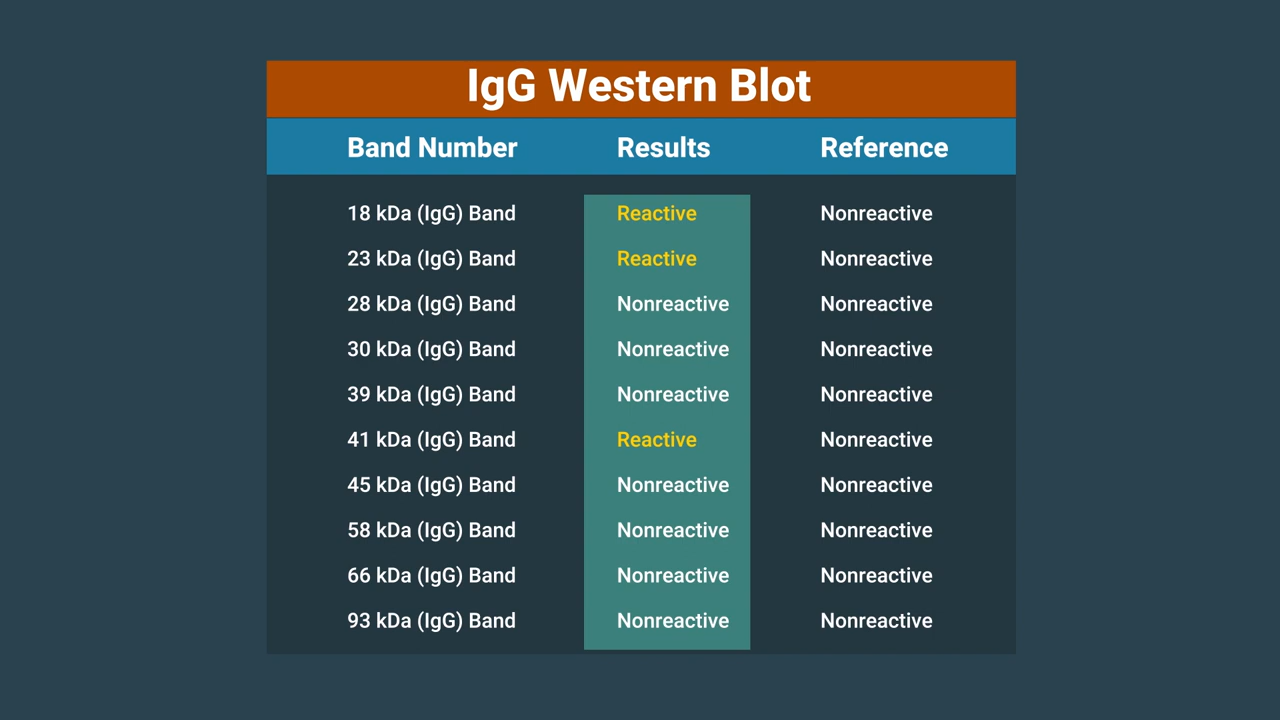 IgG Western Blot
Band Number Results Reference
18 kDa (IgG) Band Reactive Nonreactive
23 kDa (IgG) Band Reactive Nonreactive
28 kDa (IgG) Band Nonreactive Nonreactive
30 kDa (IgG) Band Nonreactive Nonreactive
39 kDa (IgG) Band Nonreactive Nonreactive
41 kDa (IgG) Band Reactive Nonreactive
45 kDa (IgG) Band Nonreactive Nonreactive
58 kDa (IgG) Band Nonreactive Nonreactive
66 kDa (IgG) Band Nonreactive Nonreactive
93 kDa (IgG) Band Nonreactive Nonreactive